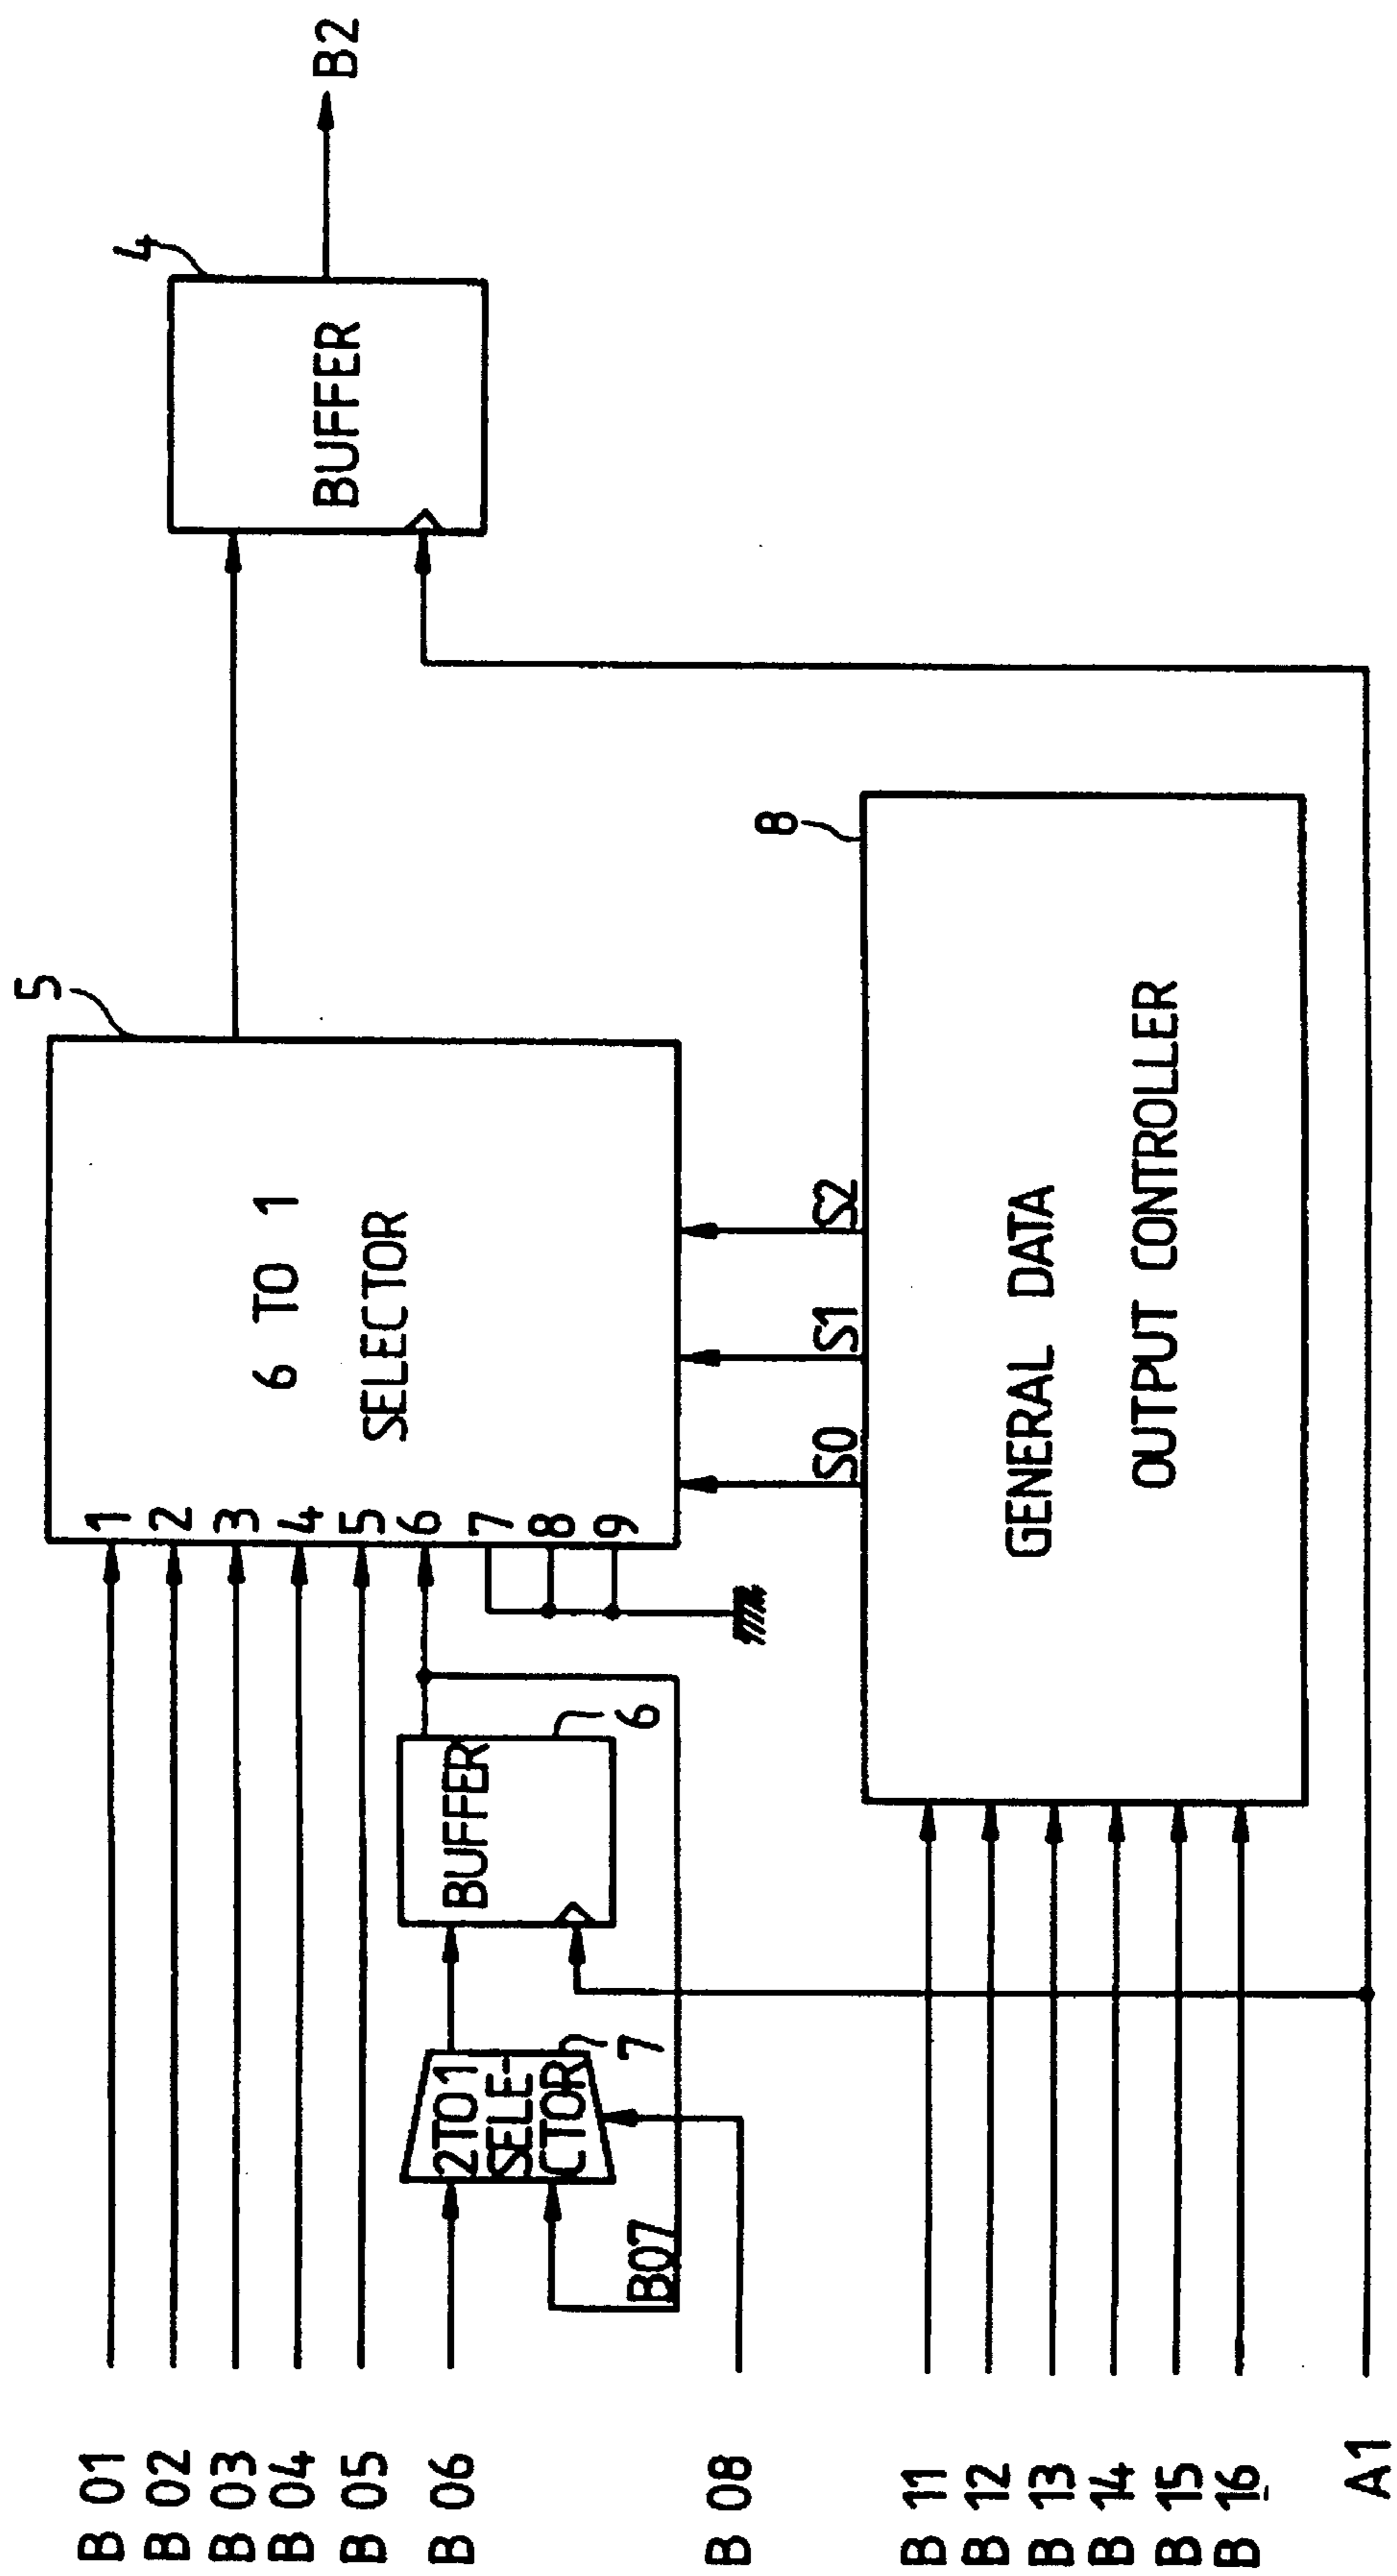 B 01
B 02
B 03
B 04
B 05
B 06
B 08
B 11
B 12
B 13
B 14
B 15
B 16
A 1
B07
2TO1
SELE-
CTOR
7
BUFFER
6
1
2
3
4
5
6
7
8
9
6 TO 1
SELECTOR
5
S0
S1
S2
GENERAL DATA
OUTPUT CONTROLLER
8
BUFFER
4
B2